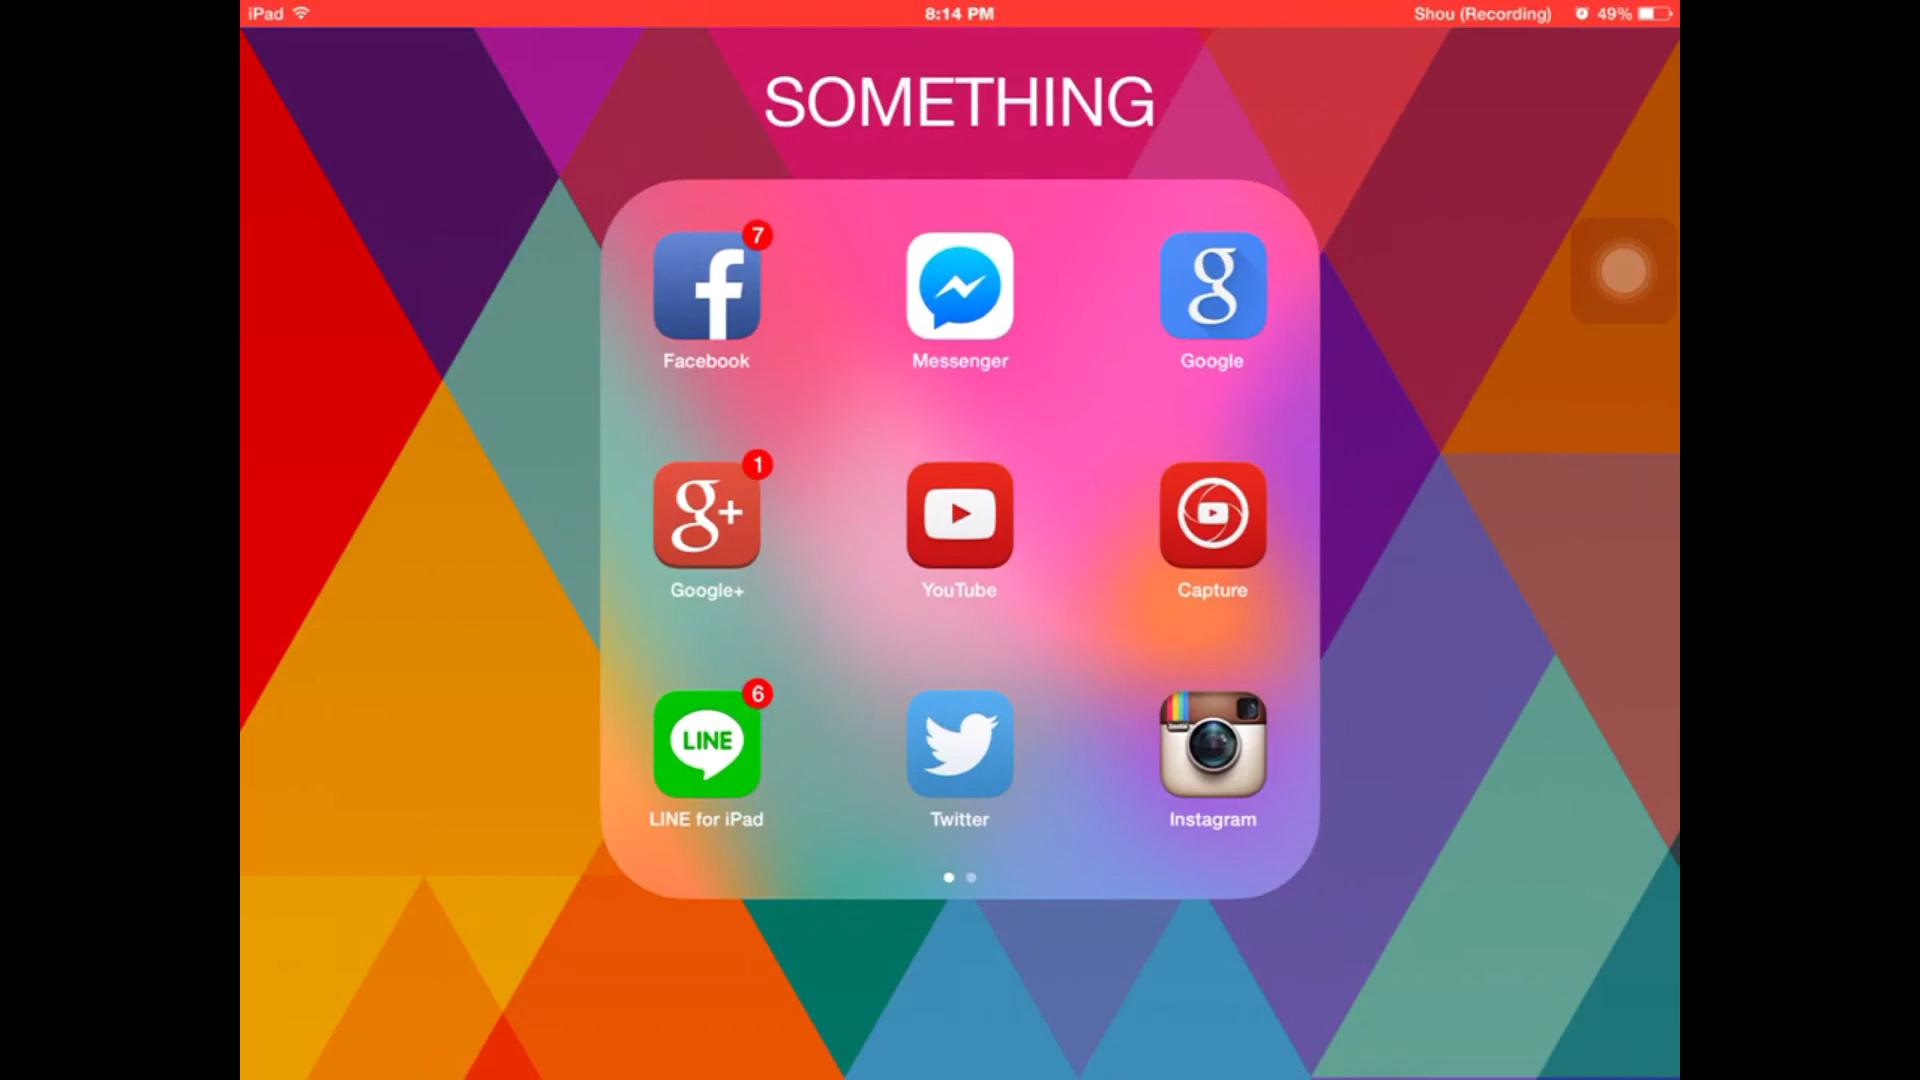 iPad 8:14 PM Shou (Recording) 49%
SOMETHING
7
Facebook Messenger Google
1
g+
Google+ YouTube Capture
6
LINE
LINE for iPad Twitter Instagram